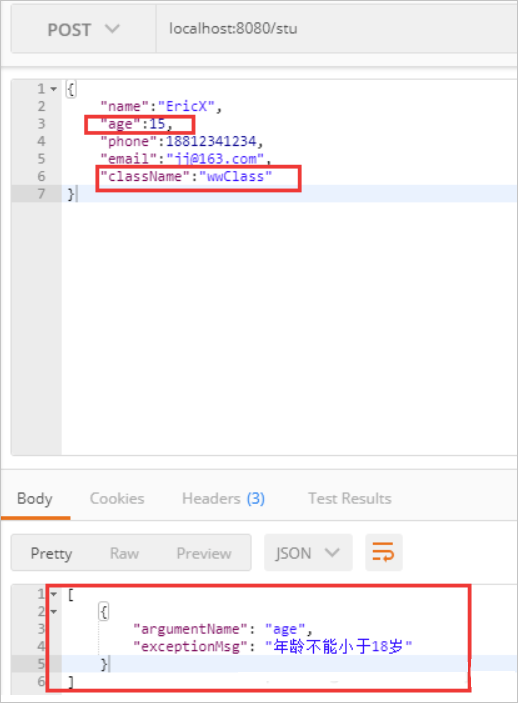 POST localhost:8080/stu
1 {
2 "name":"EricX",
3 "age":15,
4 "phone":18812341234,
5 "email":"jj@163.com",
6 "className":"wwClass"
7 }
Body Cookies Headers (3) Test Results
Pretty Raw Preview JSON
1 [
2 {
3 "argumentName": "age",
4 "exceptionMsg": "年龄不能小于18岁"
5 }
6 ]